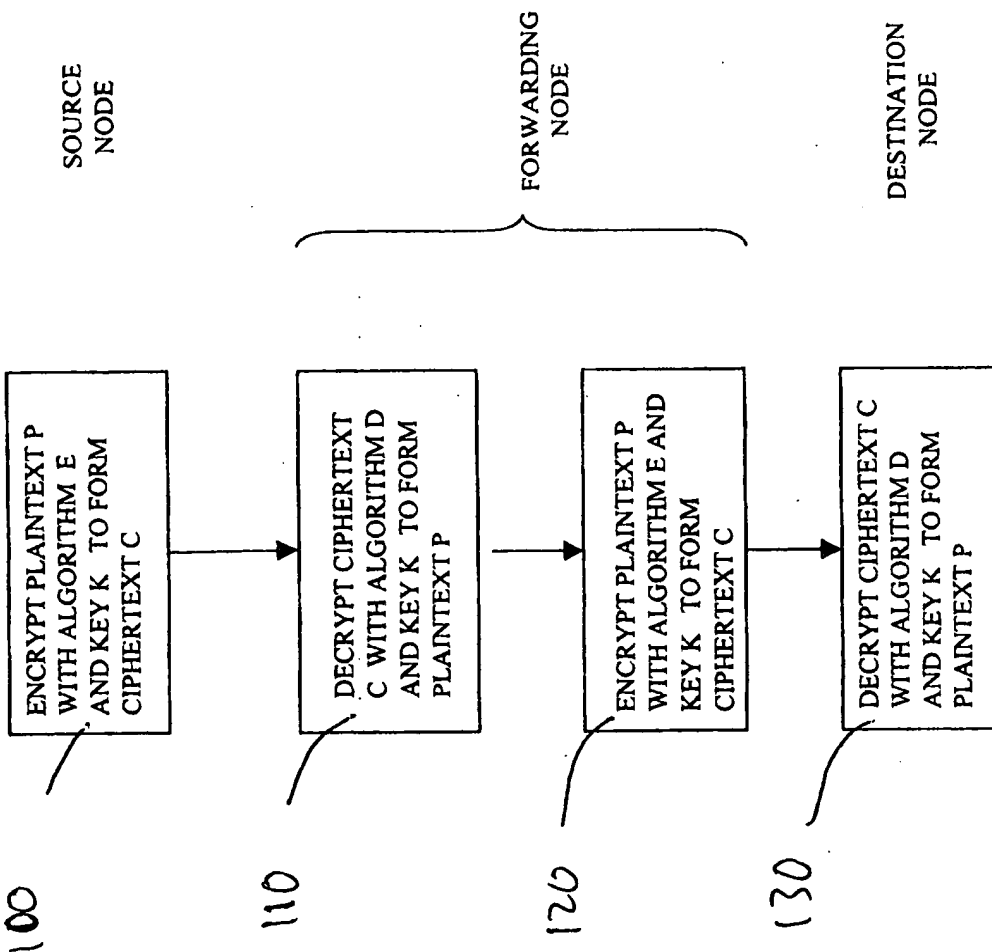 100
ENCRYPT PLAINTEXT P
WITH ALGORITHM E
AND KEY K TO FORM
CIPHERTEXT C
SOURCE
NODE
110
DECRYPT CIPHERTEXT
C WITH ALGORITHM D
AND KEY K TO FORM
PLAINTEXT P
FORWARDING
NODE
120
ENCRYPT PLAINTEXT P
WITH ALGORITHM E AND
KEY K TO FORM
CIPHERTEXT C
130
DECRYPT CIPHERTEXT C
WITH ALGORITHM D
AND KEY K TO FORM
PLAINTEXT P
DESTINATION
NODE